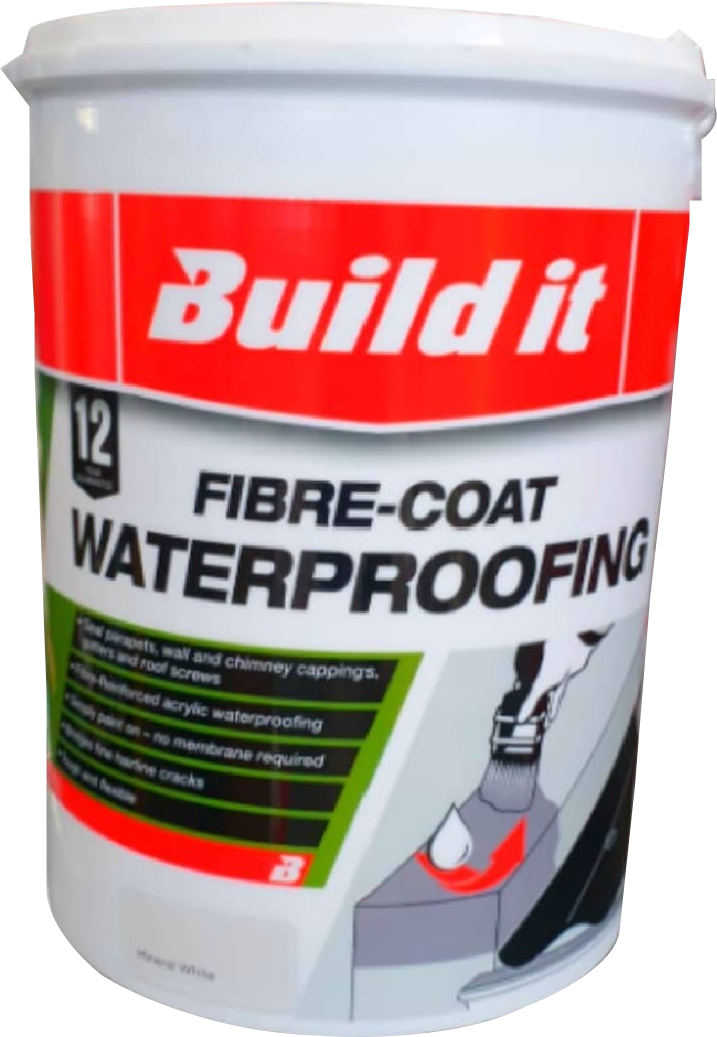 Build it
12
FIBRE-COAT
WATERPROOFING
Seal parapets, wall and chimney cappings,
gutters and roof screws
Fibre-Reinforced acrylic waterproofing
Simply paint on – no membrane required
Bridges fine hairline cracks
Tough and flexible
B
Mineral White